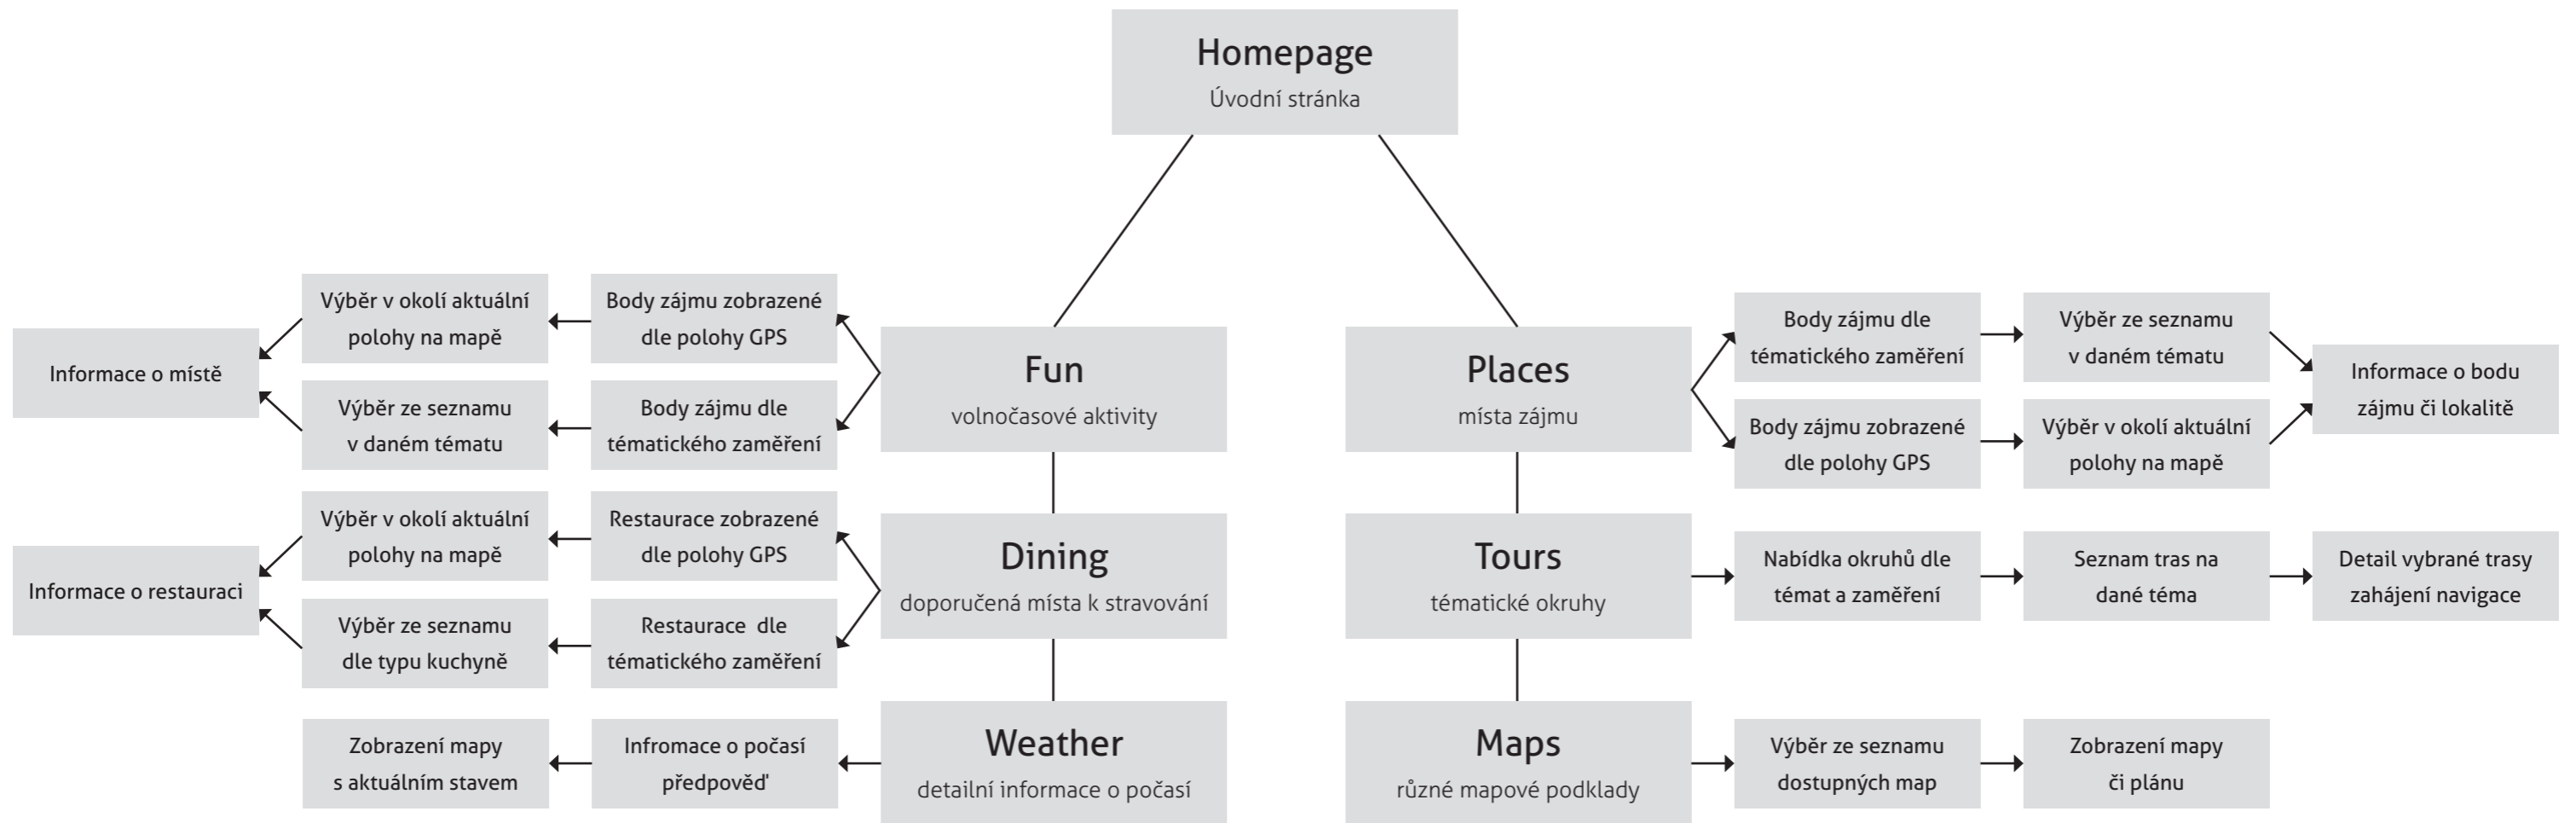 Homepage
Úvodní stránka
Fun
volnočasové aktivity
Body zájmu zobrazené
dle polohy GPS
Výběr v okolí aktuální
polohy na mapě
Body zájmu dle
tématického zaměření
Výběr ze seznamu
v daném tématu
Informace o místě
Dining
doporučená místa k stravování
Restaurace zobrazené
dle polohy GPS
Výběr v okolí aktuální
polohy na mapě
Restaurace dle
tématického zaměření
Výběr ze seznamu
dle typu kuchyně
Informace o restauraci
Weather
detailní informace o počasí
Infromace o počasí
předpověď
Zobrazení mapy
s aktuálním stavem
Places
místa zájmu
Body zájmu dle
tématického zaměření
Výběr ze seznamu
v daném tématu
Body zájmu zobrazené
dle polohy GPS
Výběr v okolí aktuální
polohy na mapě
Informace o bodu
zájmu či lokalitě
Tours
tématické okruhy
Nabídka okruhů dle
témat a zaměření
Seznam tras na
dané téma
Detail vybrané trasy
zahájení navigace
Maps
různé mapové podklady
Výběr ze seznamu
dostupných map
Zobrazení mapy
či plánu